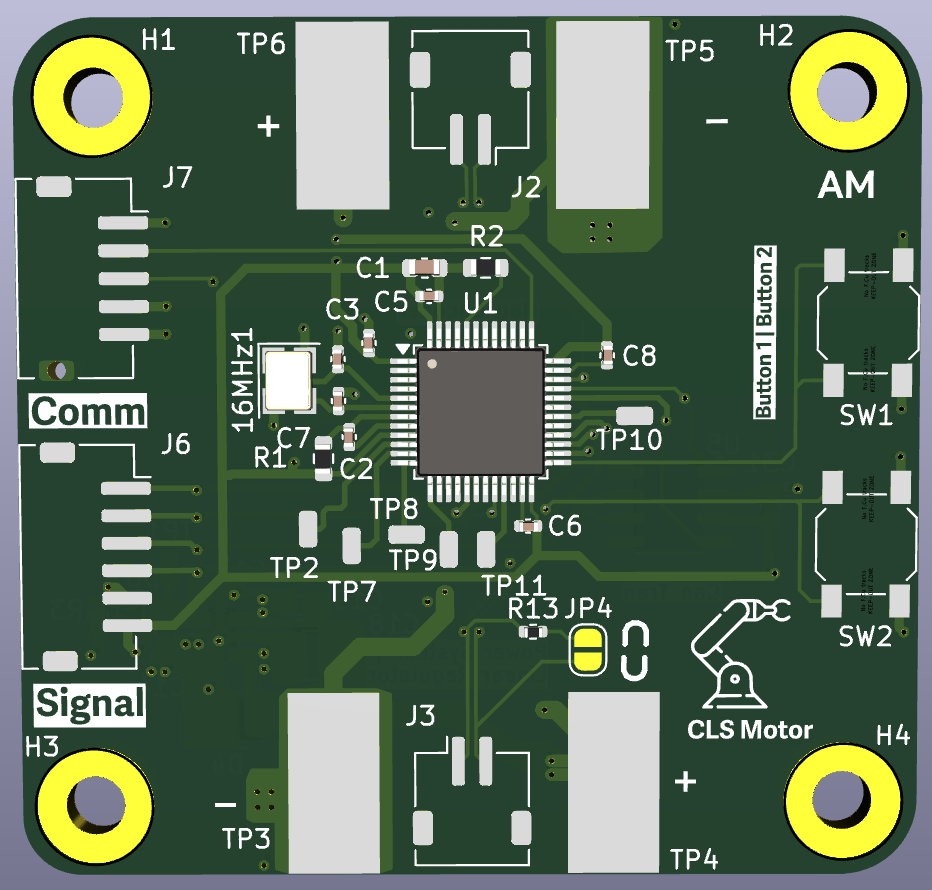 H1
TP6
H2
TP5
+
−
J7
AM
J2
R2
C1
Button 1 | Button 2
C5
U1
C3
16MHz1
C8
Comm
SW1
C7
TP10
J6
R1
C2
TP8
C6
TP9
TP2
TP11
TP7
R13
JP4
SW2
Signal
J3
CLS Motor
H3
H4
−
+
TP3
TP4